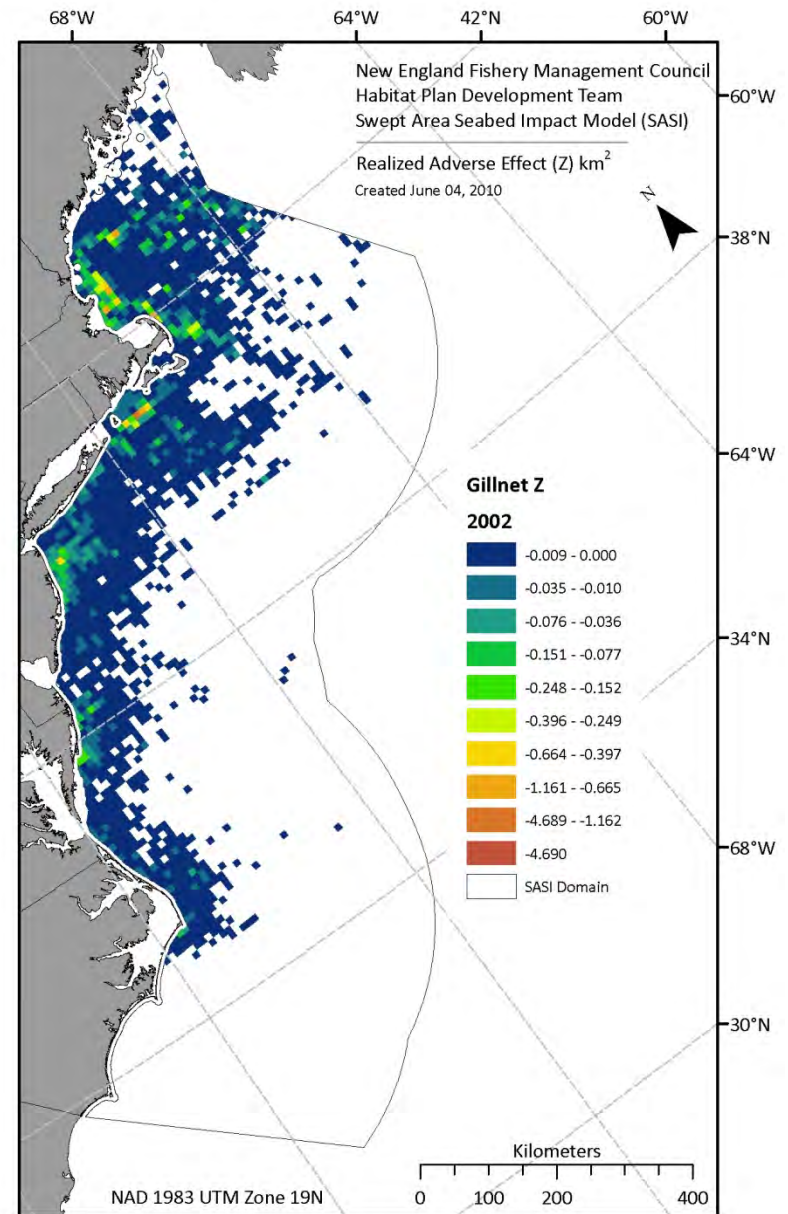 68°W 64°W 42°N 60°W
New England Fishery Management Council
Habitat Plan Development Team
Swept Area Seabed Impact Model (SASI)
Realized Adverse Effect (Z) km²
Created June 04, 2010
60°W
N
38°N
64°W
Gillnet Z
2002
-0.009 - 0.000
-0.035 - -0.010
-0.076 - -0.036
-0.151 - -0.077
-0.248 - -0.152
-0.396 - -0.249
-0.664 - -0.397
-1.161 - -0.665
-4.689 - -1.162
-4.690
SASI Domain
34°N
68°W
30°N
Kilometers
NAD 1983 UTM Zone 19N
0 100 200 400